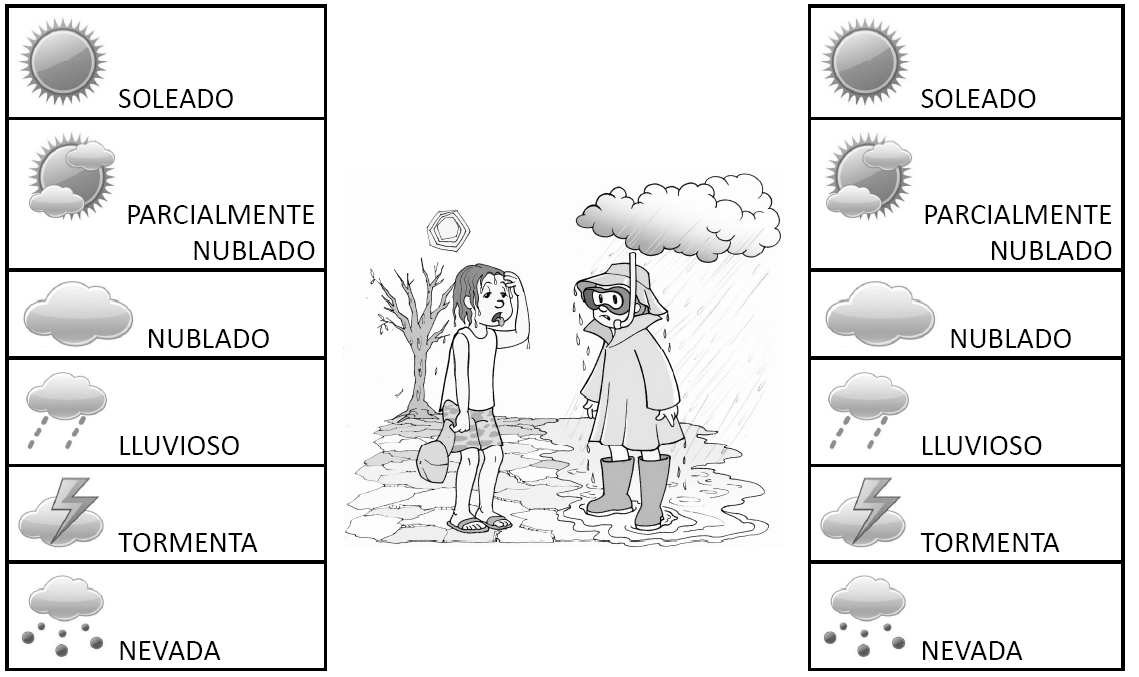 SOLEADO
PARCIALMENTE
NUBLADO
NUBLADO
LLUVIOSO
TORMENTA
NEVADA
SOLEADO
PARCIALMENTE
NUBLADO
NUBLADO
LLUVIOSO
TORMENTA
NEVADA